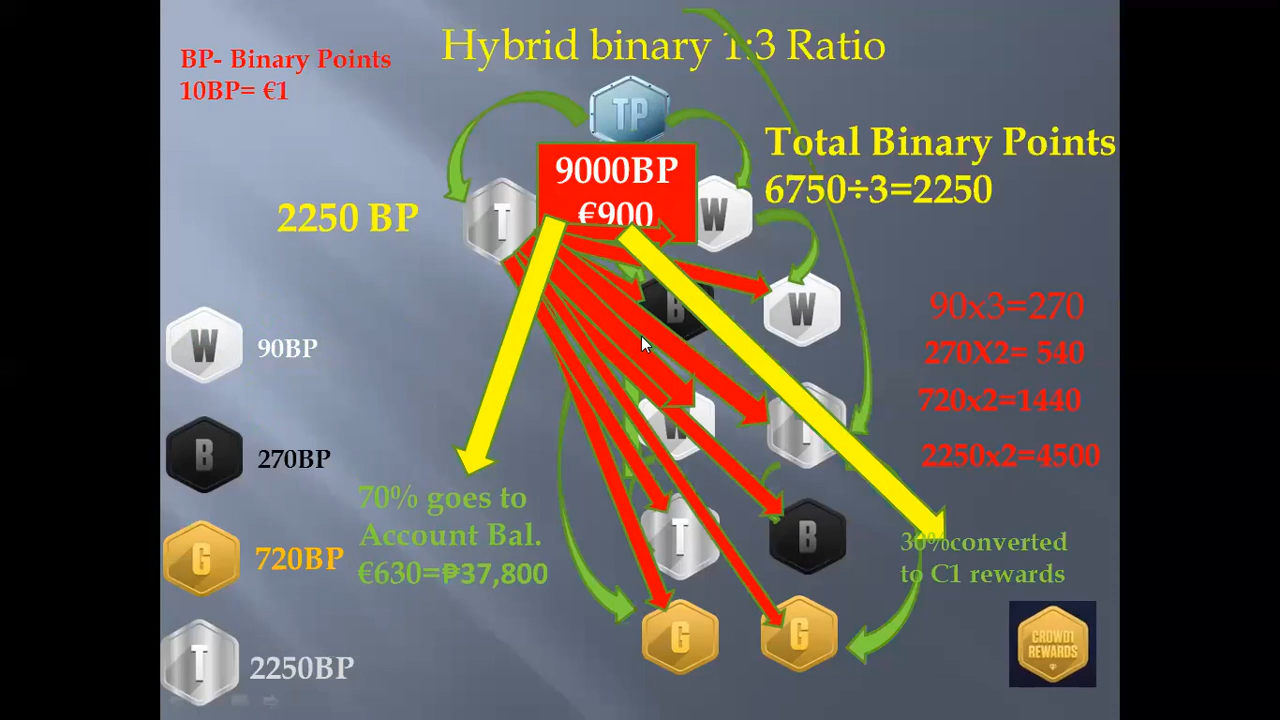 Hybrid binary 1:3 Ratio
BP- Binary Points
10BP= €1
TP
Total Binary Points
6750÷3=2250
9000BP
€900
2250 BP
T
W
B
W
90x3=270
270X2= 540
720x2=1440
2250x2=4500
W
90BP
W
T
B
270BP
T
B
70% goes to
Account Bal.
€630=₱37,800
30%converted
to C1 rewards
G
720BP
G
G
CROWD1
REWARDS
T
2250BP